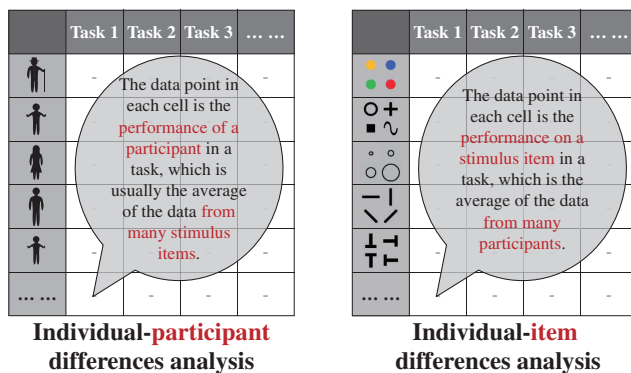 Task 1 Task 2 Task 3 ... ...
The data point in
each cell is the
performance of a
participant in a
task, which is
usually the average
of the data from
many stimulus
items.
... ...
Individual-participant
differences analysis
Task 1 Task 2 Task 3 ... ...
The data point in
each cell is the
performance on a
stimulus item in a
task, which is the
average of the data
from many
participants.
... ...
Individual-item
differences analysis